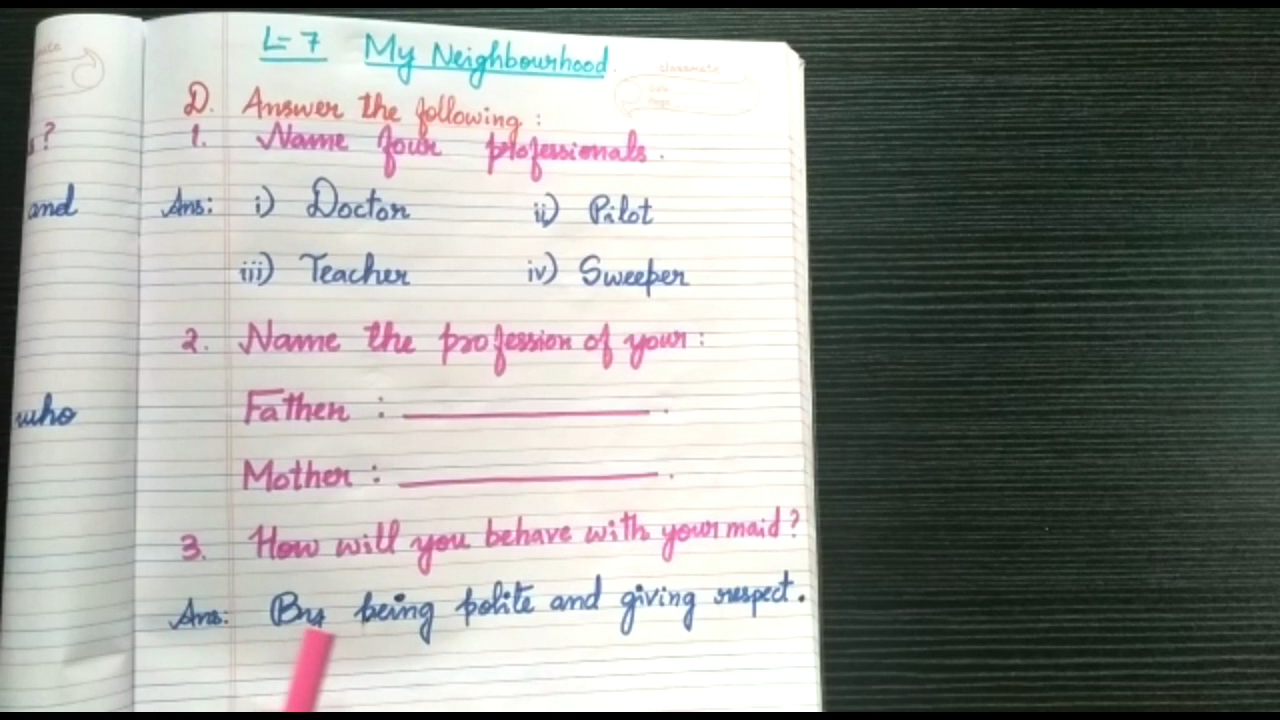 L-7 My Neighbourhood
classmate
D. Answer the following :
s?
1. Name four professionals.
and
Ans: i) Doctor ii) Pilot
iii) Teacher iv) Sweeper
2. Name the profession of your :
who
Father : .
Mother : .
3. How will you behave with your maid?
Ans: By being polite and giving respect.